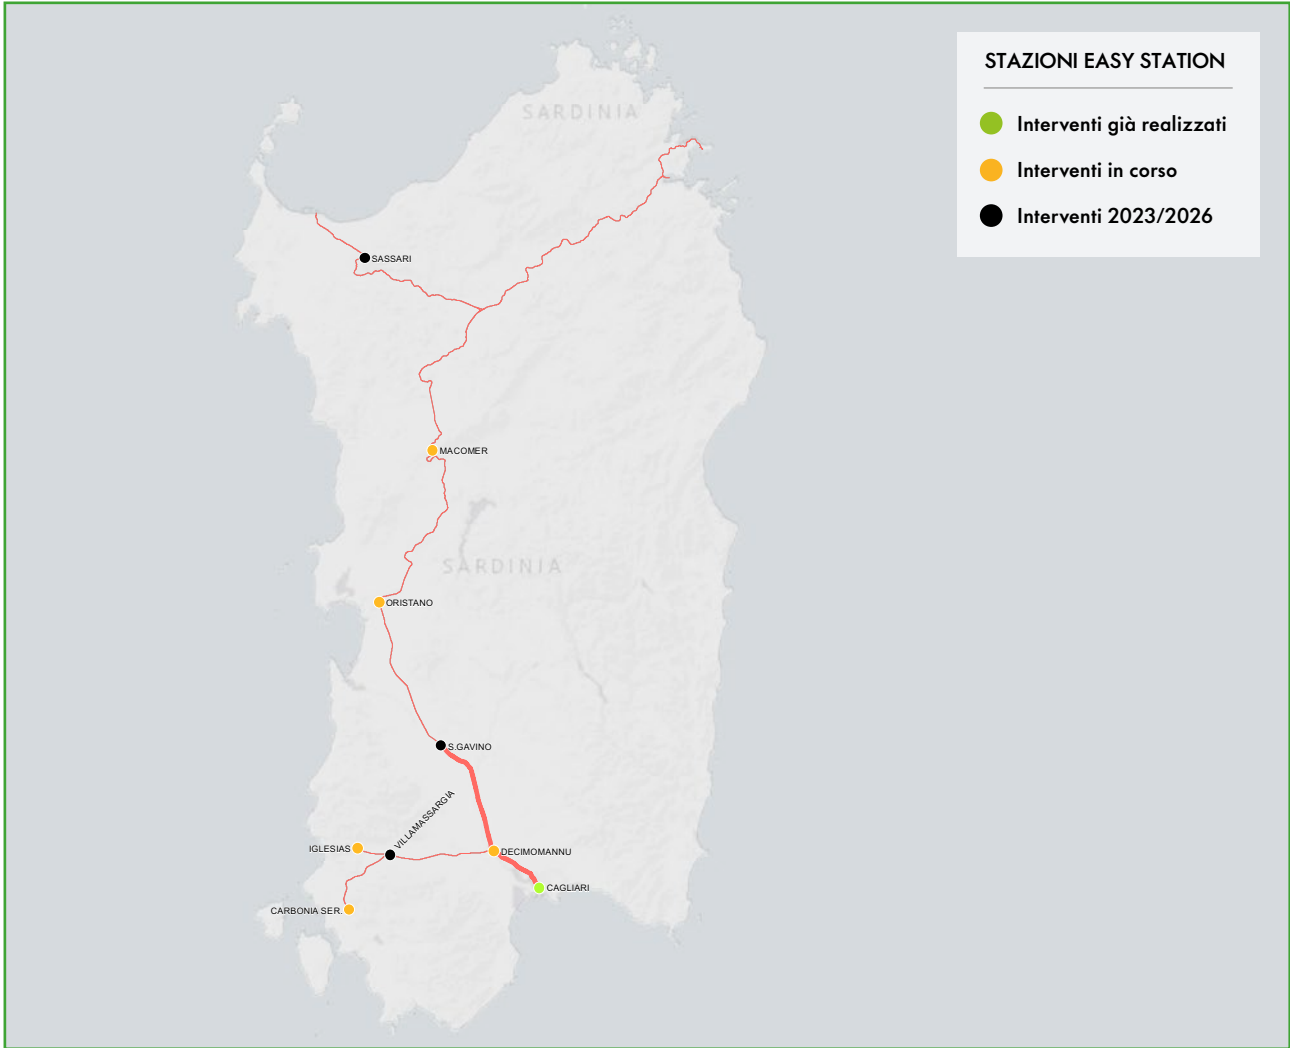 STAZIONI EASY STATION
Interventi già realizzati
Interventi in corso
Interventi 2023/2026
SARDINIA
SASSARI
MACOMER
SARDINIA
ORISTANO
S.GAVINO
VILLAMASSARGIA
IGLESIAS
DECIMOMANNU
CAGLIARI
CARBONIA SER.